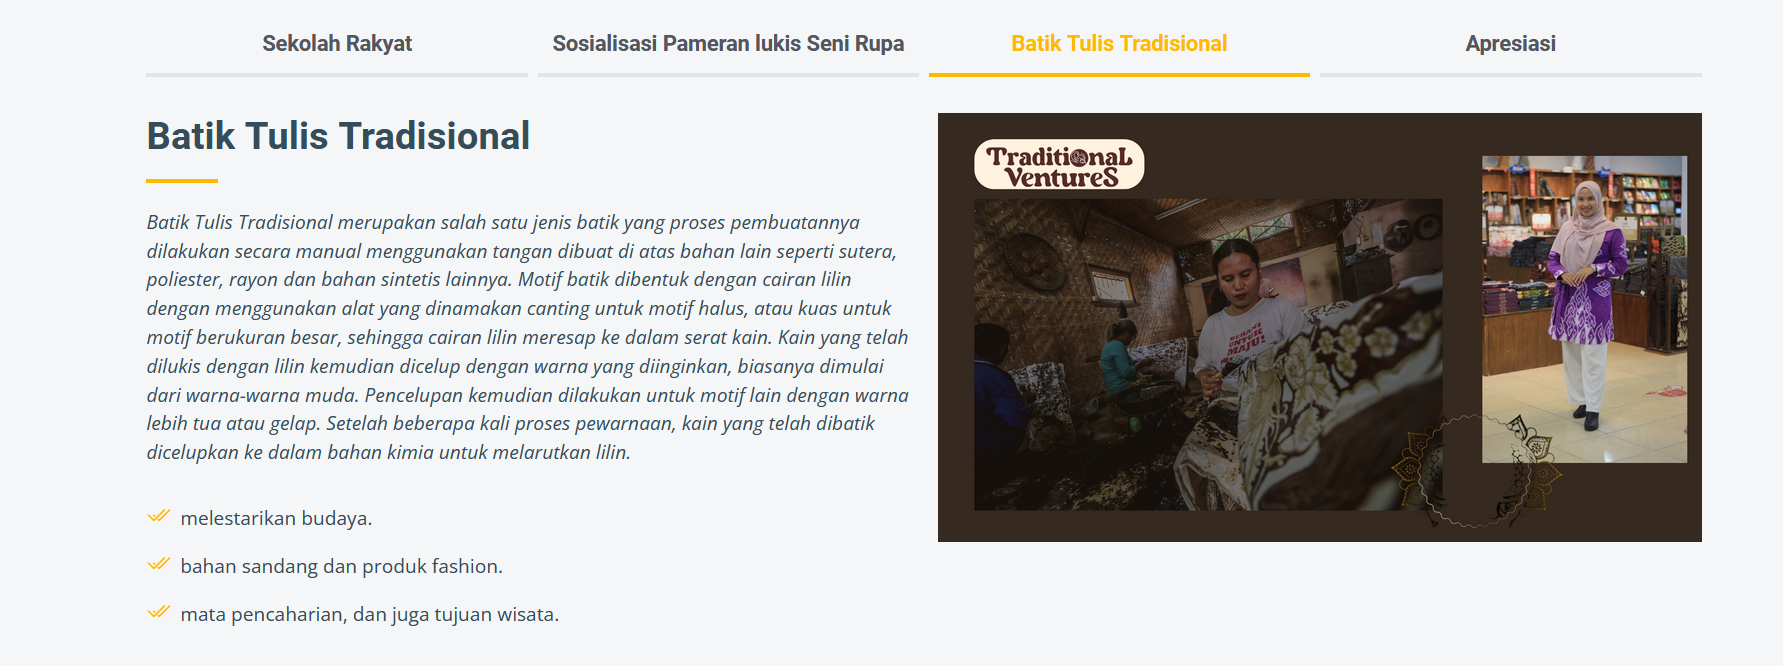 Sekolah Rakyat
Sosialisasi Pameran lukis Seni Rupa
Batik Tulis Tradisional
Apresiasi
Batik Tulis Tradisional
Batik Tulis Tradisional merupakan salah satu jenis batik yang proses pembuatannya
dilakukan secara manual menggunakan tangan dibuat di atas bahan lain seperti sutera,
poliester, rayon dan bahan sintetis lainnya. Motif batik dibentuk dengan cairan lilin
dengan menggunakan alat yang dinamakan canting untuk motif halus, atau kuas untuk
motif berukuran besar, sehingga cairan lilin meresap ke dalam serat kain. Kain yang telah
dilukis dengan lilin kemudian dicelup dengan warna yang diinginkan, biasanya dimulai
dari warna-warna muda. Pencelupan kemudian dilakukan untuk motif lain dengan warna
lebih tua atau gelap. Setelah beberapa kali proses pewarnaan, kain yang telah dibatik
dicelupkan ke dalam bahan kimia untuk melarutkan lilin.
melestarikan budaya.
bahan sandang dan produk fashion.
mata pencaharian, dan juga tujuan wisata.
TraditionaL
VentureS
UNTUK
MAJU!